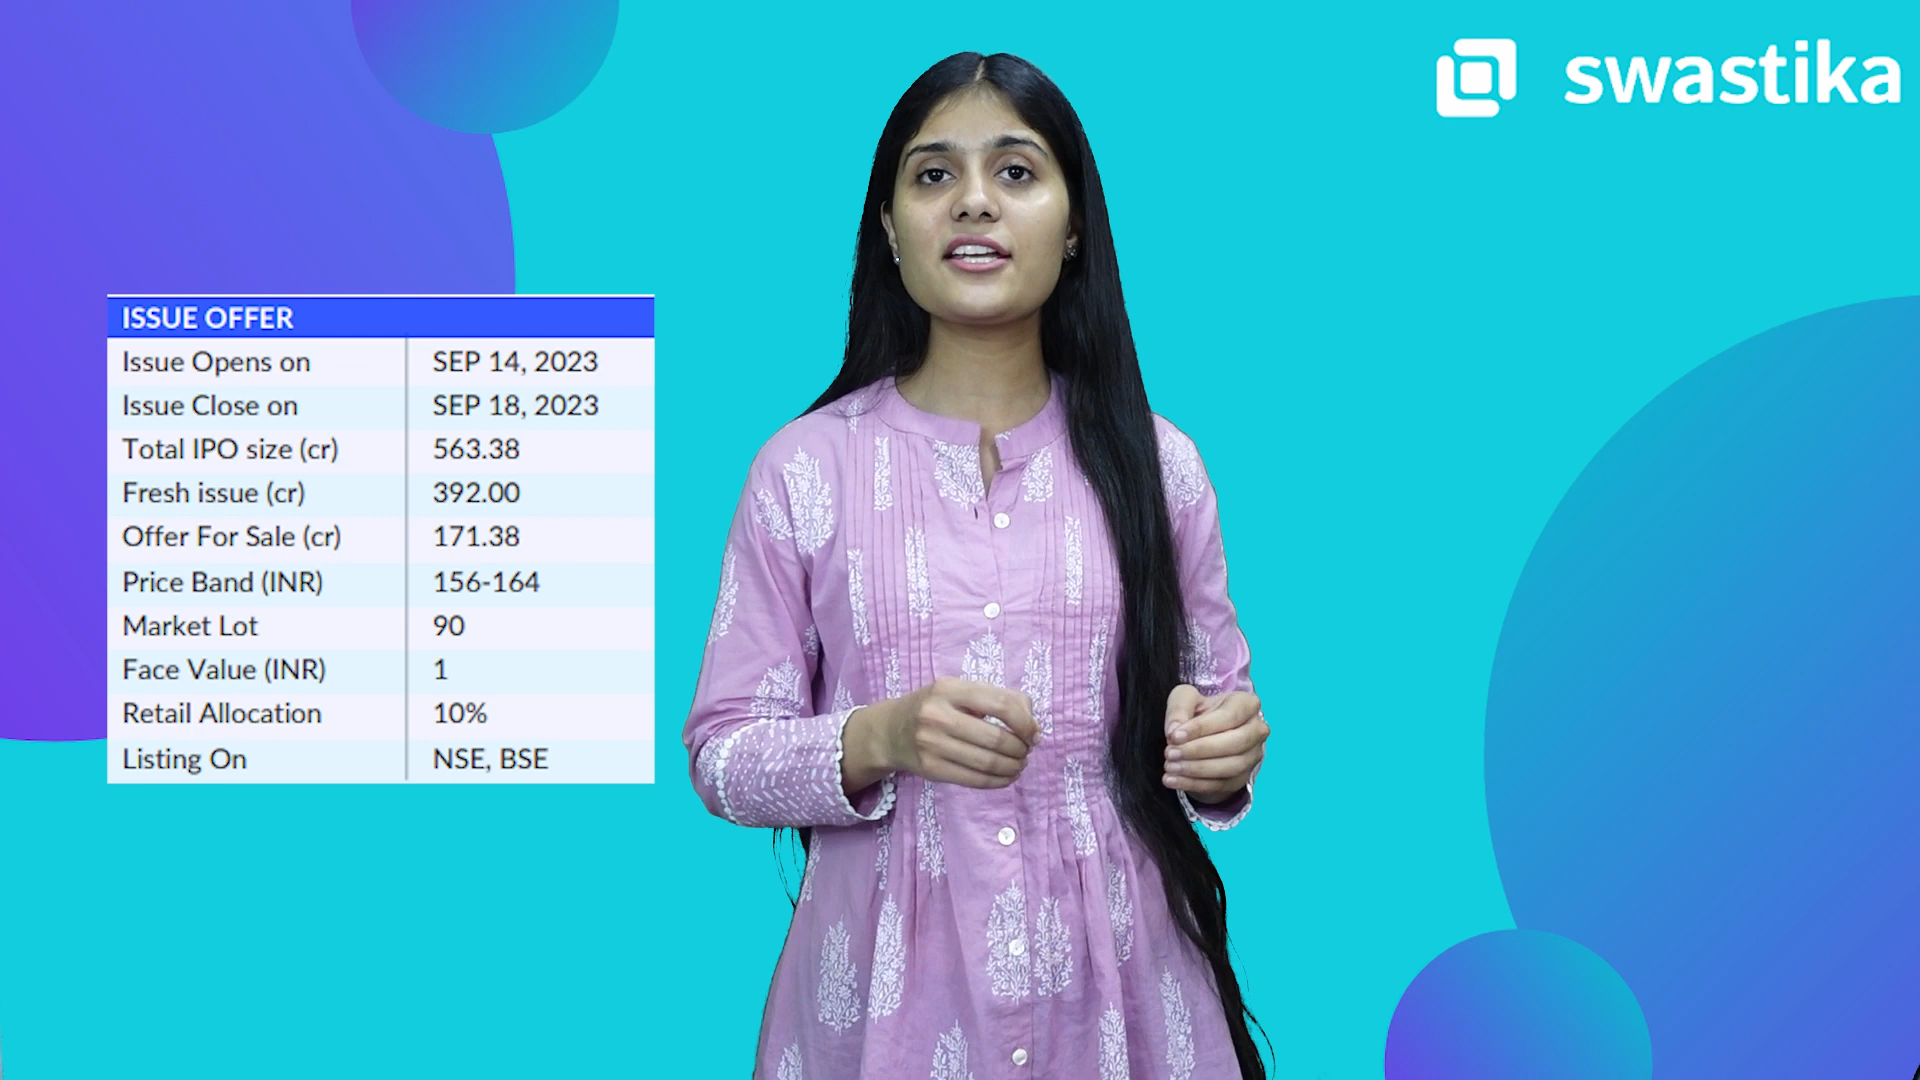 swastika
ISSUE OFFER
Issue Opens on SEP 14, 2023
Issue Close on SEP 18, 2023
Total IPO size (cr) 563.38
Fresh issue (cr) 392.00
Offer For Sale (cr) 171.38
Price Band (INR) 156-164
Market Lot 90
Face Value (INR) 1
Retail Allocation 10%
Listing On NSE, BSE